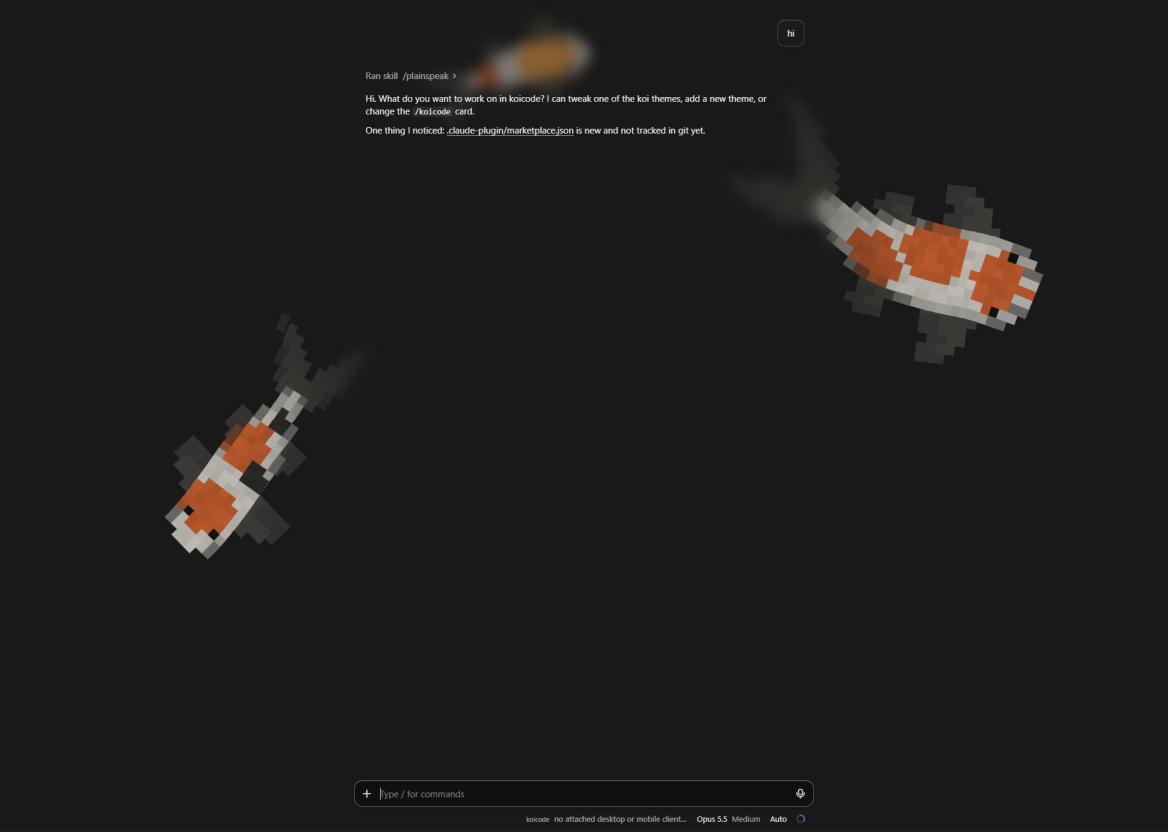 hi
Ran skill /plainspeak >
Hi. What do you want to work on in koicode? I can tweak one of the koi themes, add a new theme, or
change the /koicode card.
One thing I noticed: .claude-plugin/marketplace.json is new and not tracked in git yet.
Type / for commands
koicode no attached desktop or mobile client... Opus 5.5 Medium Auto